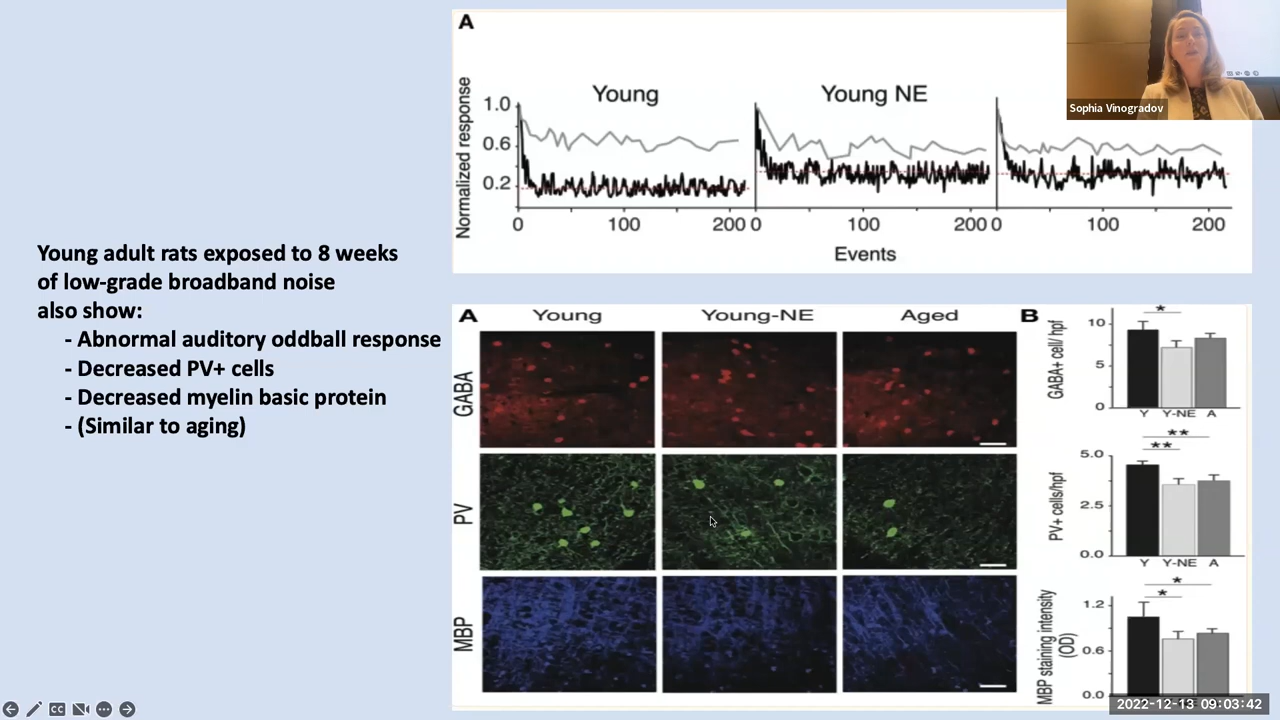 Young adult rats exposed to 8 weeks
of low-grade broadband noise
also show:
- Abnormal auditory oddball response
- Decreased PV+ cells
- Decreased myelin basic protein
- (Similar to aging)
A
Young
Young NE
Normalized response
1.0
0.6
0.2
0 100 200
0 100 200
0 100 200
Events
Sophia Vinogradov
A
Young
Young-NE
Aged
GABA
PV
MBP
B
GABA+ cell/ hpf
10
5
0
*
Y Y-NE A
PV+ cells/hpf
5.0
2.5
0.0
**
**
Y Y-NE A
MBP staining intensity
(OD)
1.2
0.6
0.0
*
*
2022-12-13 09:03:42
CC